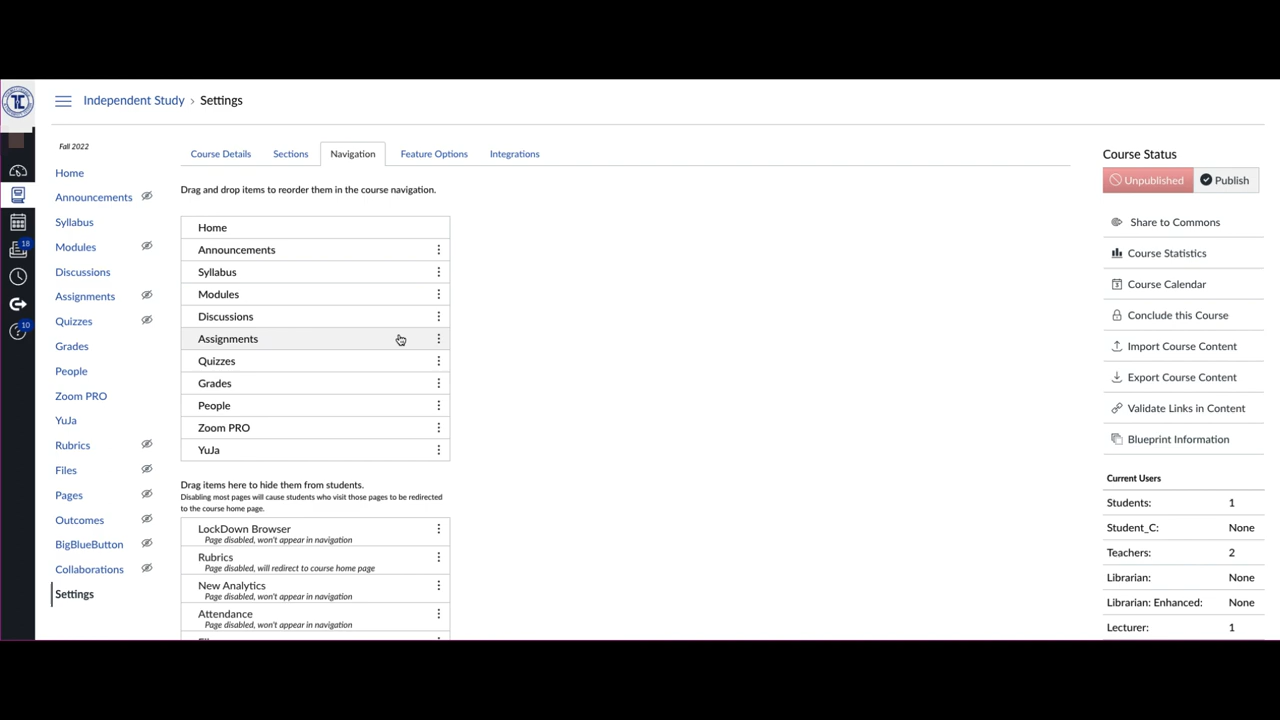 Independent Study › Settings
Fall 2022
Home
Announcements
Syllabus
Modules
Discussions
Assignments
Quizzes
Grades
People
Zoom PRO
YuJa
Rubrics
Files
Pages
Outcomes
BigBlueButton
Collaborations
Settings
18
10
Course Details
Sections
Navigation
Feature Options
Integrations
Drag and drop items to reorder them in the course navigation.
Home
Announcements
Syllabus
Modules
Discussions
Assignments
Quizzes
Grades
People
Zoom PRO
YuJa
Drag items here to hide them from students.
Disabling most pages will cause students who visit those pages to be redirected
to the course home page.
LockDown Browser
Page disabled, won't appear in navigation
Rubrics
Page disabled, will redirect to course home page
New Analytics
Page disabled, won't appear in navigation
Attendance
Page disabled, won't appear in navigation
Course Status
Unpublished
Publish
Share to Commons
Course Statistics
Course Calendar
Conclude this Course
Import Course Content
Export Course Content
Validate Links in Content
Blueprint Information
Current Users
Students: 1
Student_C: None
Teachers: 2
Librarian: None
Librarian: Enhanced: None
Lecturer: 1